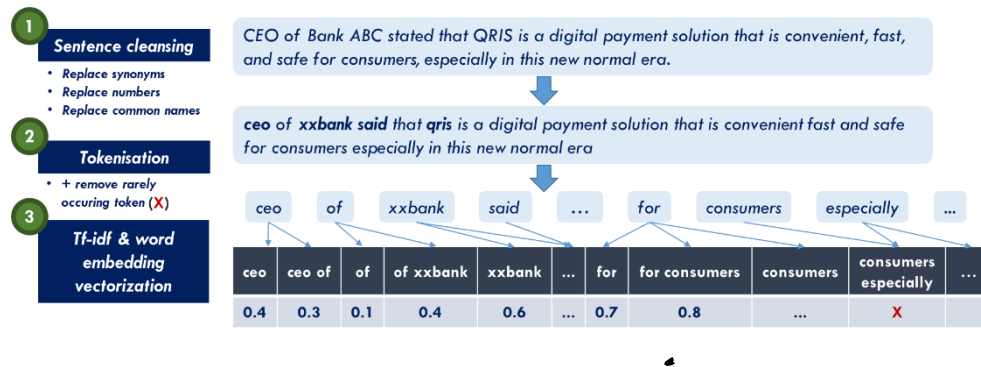 1
Sentence cleansing
• Replace synonyms
• Replace numbers
• Replace common names
2
Tokenisation
• + remove rarely
occuring token (X)
3
Tf-idf & word
embedding
vectorization
CEO of Bank ABC stated that QRIS is a digital payment solution that is convenient, fast,
and safe for consumers, especially in this new normal era.
ceo of xxbank said that qris is a digital payment solution that is convenient fast and safe
for consumers especially in this new normal era
ceo of xxbank said ... for consumers especially ...
ceo ceo of of of xxbank xxbank ... for for consumers consumers consumers especially ...
0.4 0.3 0.1 0.4 0.6 ... 0.7 0.8 ... X